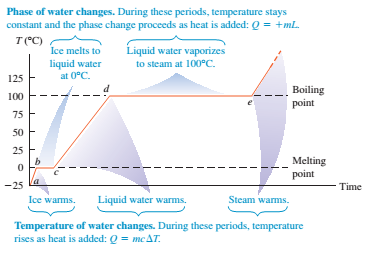 Phase of water changes. During these periods, temperature stays
constant and the phase change proceeds as heat is added: Q = +mL.
T (°C)
Ice melts to
liquid water
at 0°C.
Liquid water vaporizes
to steam at 100°C.
125
100
75
50
25
0
−25
a
b
c
d
e
Boiling
point
Melting
point
Time
Ice warms.
Liquid water warms.
Steam warms.
Temperature of water changes. During these periods, temperature
rises as heat is added: Q = mcΔT.